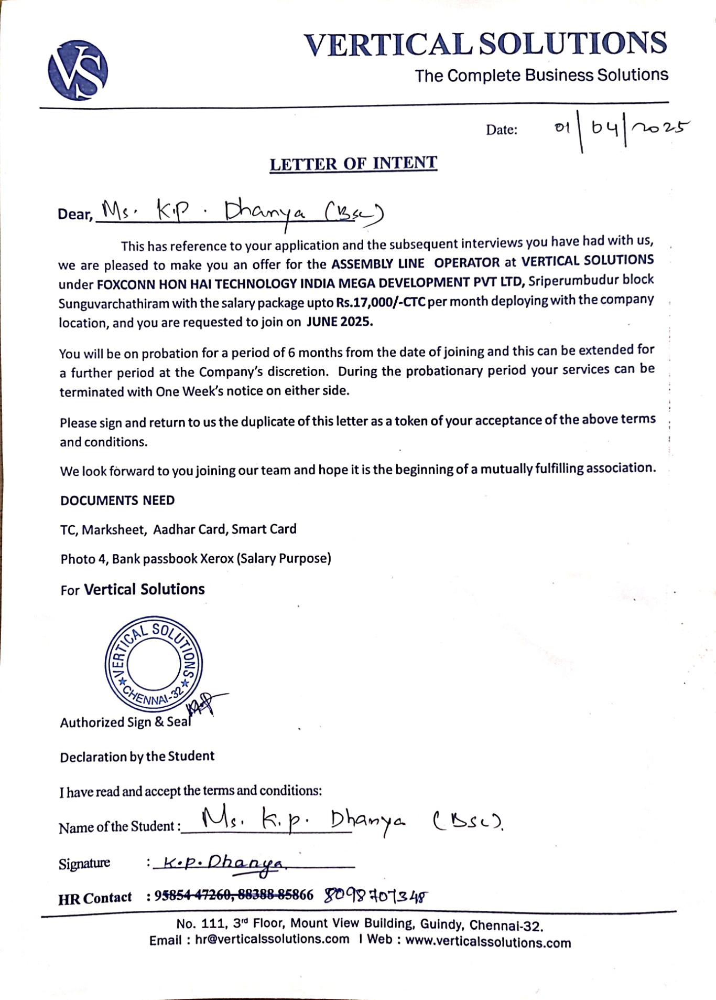 VS
VERTICAL SOLUTIONS
The Complete Business Solutions
Date: 01/04/2025
LETTER OF INTENT
Dear, Ms. K.P. Dhanya (Bsc)
This has reference to your application and the subsequent interviews you have had with us,
we are pleased to make you an offer for the ASSEMBLY LINE OPERATOR at VERTICAL SOLUTIONS
under FOXCONN HON HAI TECHNOLOGY INDIA MEGA DEVELOPMENT PVT LTD, Sriperumbudur block
Sunguvarchathiram with the salary package upto Rs.17,000/-CTC per month deploying with the company
location, and you are requested to join on JUNE 2025.
You will be on probation for a period of 6 months from the date of joining and this can be extended for
a further period at the Company's discretion. During the probationary period your services can be
terminated with One Week's notice on either side.
Please sign and return to us the duplicate of this letter as a token of your acceptance of the above terms
and conditions.
We look forward to you joining our team and hope it is the beginning of a mutually fulfilling association.
DOCUMENTS NEED
TC, Marksheet, Aadhar Card, Smart Card
Photo 4, Bank passbook Xerox (Salary Purpose)
For Vertical Solutions
VERTICAL SOLUTIONS
★ CHENNAI-32 ★
Authorized Sign & Seal
Declaration by the Student
I have read and accept the terms and conditions:
Name of the Student : Ms. K.p. Dhanya (Bsc).
Signature : K.P. Dhanya
HR Contact : 95854 47260, 88388 85866 8098707348
No. 111, 3rd Floor, Mount View Building, Guindy, Chennai-32.
Email : hr@verticalssolutions.com | Web : www.verticalssolutions.com